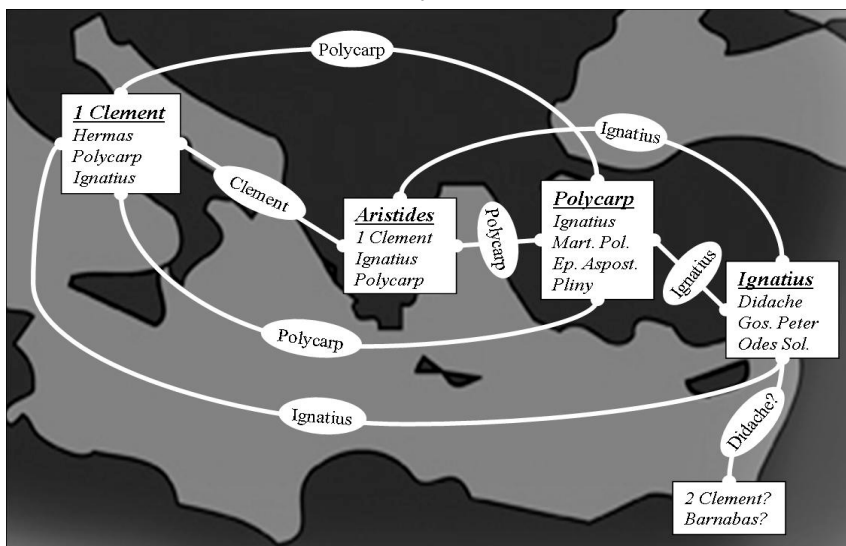 Polycarp
1 Clement
Hermas
Polycarp
Ignatius
Ignatius
Clement
Aristides
1 Clement
Ignatius
Polycarp
Polycarp
Polycarp
Ignatius
Mart. Pol.
Ep. Aspost.
Pliny
Ignatius
Ignatius
Didache
Gos. Peter
Odes Sol.
Polycarp
Ignatius
Didache?
2 Clement?
Barnabas?